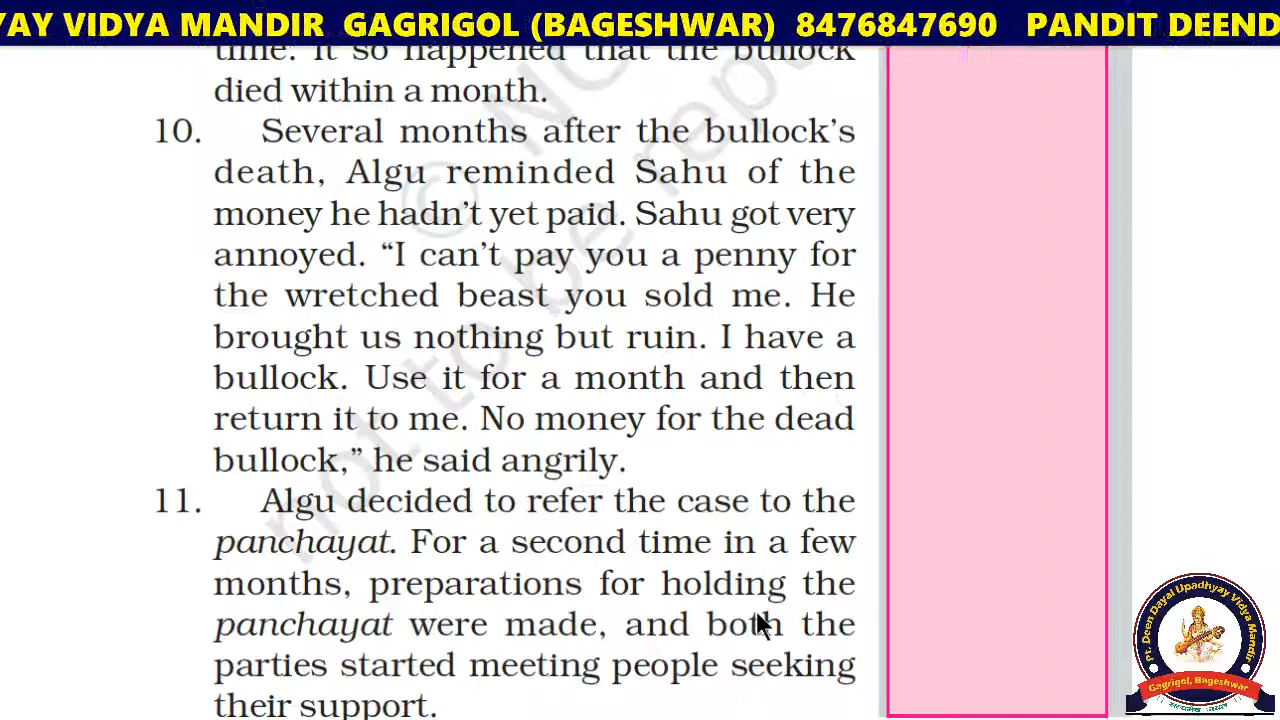 YAY VIDYA MANDIR GAGRIGOL (BAGESHWAR) 8476847690 PANDIT DEEND
time. It so happened that the bullock
died within a month.
10. Several months after the bullock's
death, Algu reminded Sahu of the
money he hadn't yet paid. Sahu got very
annoyed. “I can't pay you a penny for
the wretched beast you sold me. He
brought us nothing but ruin. I have a
bullock. Use it for a month and then
return it to me. No money for the dead
bullock,” he said angrily.
11. Algu decided to refer the case to the
panchayat. For a second time in a few
months, preparations for holding the
panchayat were made, and both the
parties started meeting people seeking
their support.
© NC
not to be repu
Pt. Deen Dayal Upadhyay Vidya Mandir
Gagrigol, Bageshwar